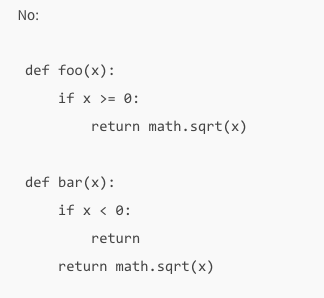 No:
def foo(x):
    if x >= 0:
        return math.sqrt(x)
def bar(x):
    if x < 0:
        return
    return math.sqrt(x)